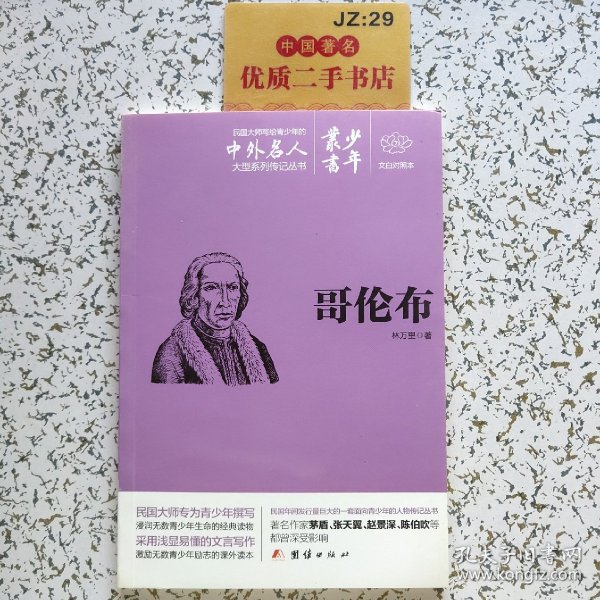 JZ:29
中国著名
优质二手书店
民国大师写给青少年的
中外名人
大型系列传记丛书
少年
叢書
文白对照本
哥伦布
林万里◎著
民国大师专为青少年撰写
浸润无数青少年生命的经典读物
采用浅显易懂的文言写作
激励无数青少年励志的课外读本
民国年间发行量巨大的一套面向青少年的人物传记丛书
著名作家茅盾、张天翼、赵景深、陈伯吹等
都曾深受影响
团结出版社
孔夫子旧书网
www.kongfz.com